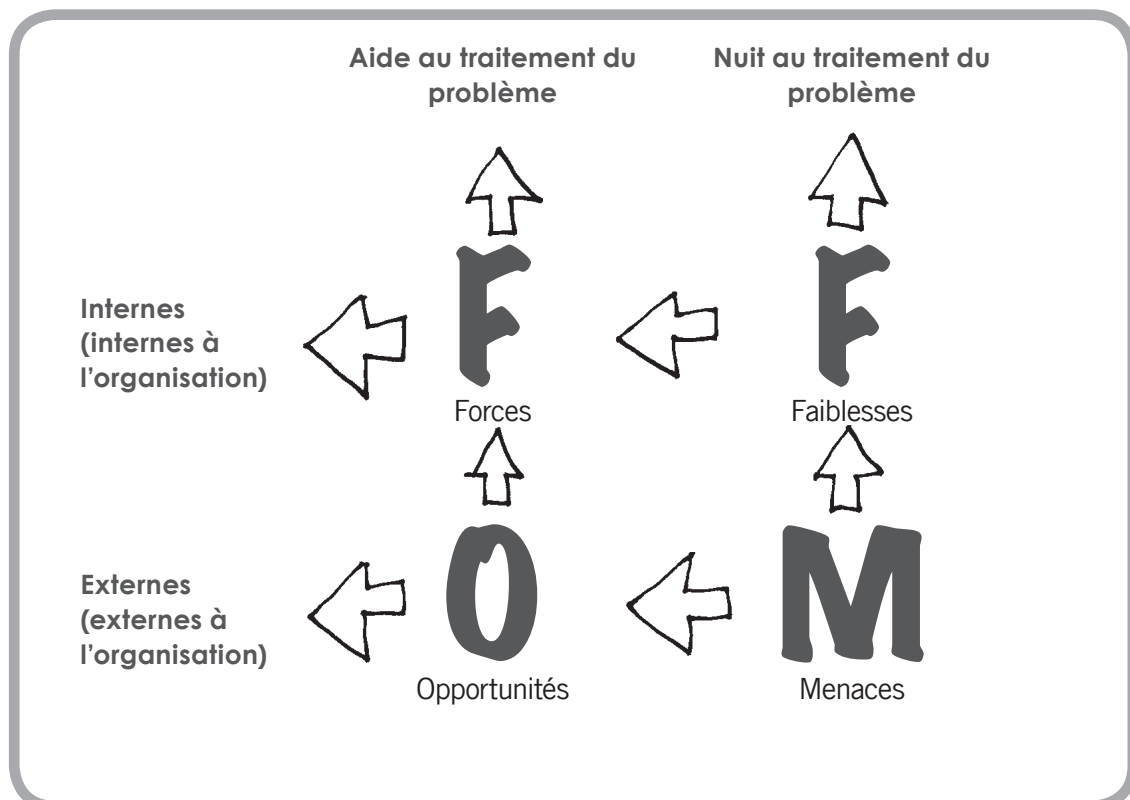 Aide au traitement du
problème
Nuit au traitement du
problème
Internes
(internes à
l’organisation)
F
Forces
F
Faiblesses
Externes
(externes à
l’organisation)
O
Opportunités
M
Menaces